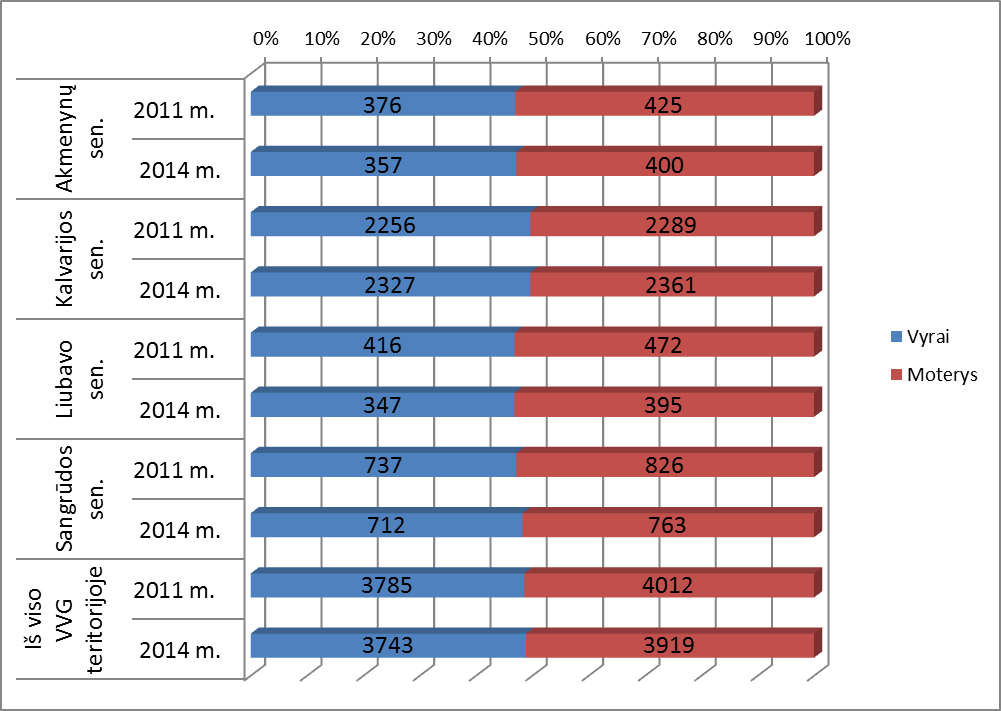 0% 10% 20% 30% 40% 50% 60% 70% 80% 90% 100%
Akmenynų
sen.
2011 m. 376 425
2014 m. 357 400
Kalvarijos
sen.
2011 m. 2256 2289
2014 m. 2327 2361
Liubavo
sen.
2011 m. 416 472
2014 m. 347 395
Sangrūdos
sen.
2011 m. 737 826
2014 m. 712 763
Iš viso
VVG
teritorijoje
2011 m. 3785 4012
2014 m. 3743 3919
Vyrai
Moterys